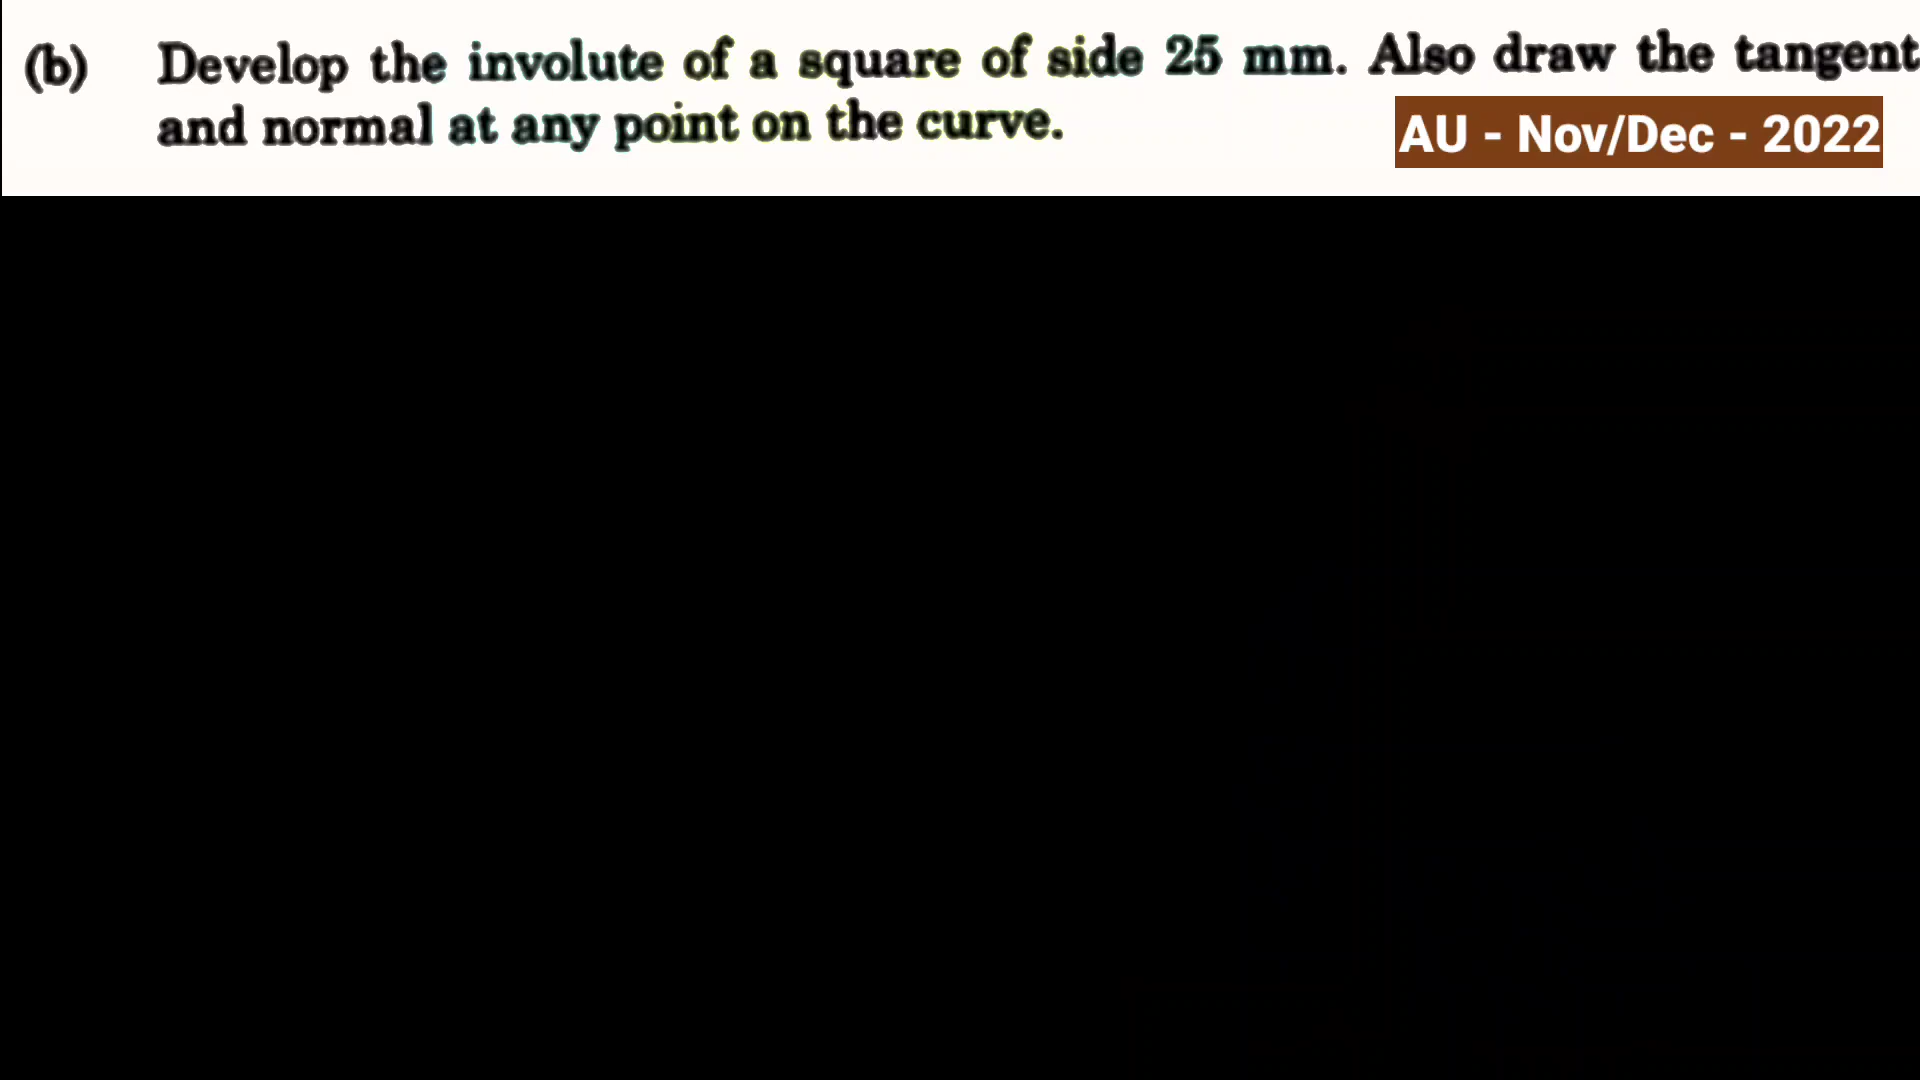 (b) Develop the involute of a square of side 25 mm. Also draw the tangent
and normal at any point on the curve.
AU - Nov/Dec - 2022